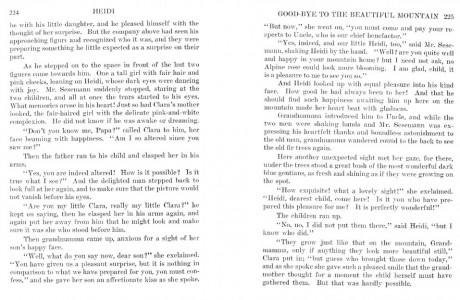 224 HEIDI
he with his little daughter, and he pleased himself with the
thought of her surprise. But the company above had seen his
approaching figure and recognised who it was, and they were
preparing something he little expected as a surprise on their
part.
As he stepped on to the space in front of the hut two
figures came towards him. One a tall girl with fair hair and
pink cheeks, leaning on Heidi, whose dark eyes were dancing
with joy. Mr. Sesemann suddenly stopped, staring at the
two children, and all at once the tears started to his eyes.
What memories arose in his heart! Just so had Clara's mother
looked, the fair-haired girl with the delicate pink-and-white
complexion. He did not know if he was awake or dreaming.
"Don't you know me, Papa?" called Clara to him, her
face beaming with happiness. "Am I so altered since you
saw me?"
Then the father ran to his child and clasped her in his
arms.
"Yes, you are indeed altered! How is it possible? Is it
true what I see?" And the delighted man stepped back to
look full at her again, and to make sure that the picture would
not vanish before his eyes.
"Are you my little Clara, really my little Clara?" he
kept on saying, then he clasped her in his arms again, and
again put her away from him that he might look and make
sure it was she who stood before him.
Then grandmamma came up, anxious for a sight of her
son's happy face.
"Well, what do you say now, dear son?" she exclaimed.
"You have given us a pleasant surprise, but it is nothing in
comparison to what we have prepared for you, you must con-
fess," and she gave her son an affectionate kiss as she spoke.
GOOD-BYE TO THE BEAUTIFUL MOUNTAIN 225
"But now," she went on, "you must come and pay your re-
spects to Uncle, who is our chief benefactor."
"Yes, indeed, and our little Heidi, too," said Mr. Sese-
mann, shaking Heidi by the hand. "Well? are you quite well
and happy in your mountain home? but I need not ask, no
Alpine rose could look more blooming. I am glad, child, it
is a pleasure to me to see you so."
And Heidi looked up with equal pleasure into his kind
face. How good he had always been to her! And that he
should find such happiness awaiting him up here on the
mountain made her heart beat with gladness.
Grandmamma introduced him to Uncle, and while the
two men were shaking hands and Mr. Sesemann was ex-
pressing his heartfelt thanks and boundless astonishment to
the old man, grandmamma wandered round to the back to see
the old fir trees again.
Here another unexpected sight met her gaze, for there,
under the trees stood a great bush of the most wonderful dark
blue gentians, as fresh and shining as if they were growing on
the spot.
"How exquisite! what a lovely sight!" she exclaimed.
"Heidi, dearest child, come here! Is it you who have pre-
pared this pleasure for me! It is perfectly wonderful!"
The children ran up.
"No, no, I did not put them there," said Heidi, "but I
know who did."
"They grow just like that on the mountain, Grand-
mamma, only if anything they look more beautiful still,"
Clara put in; "but guess who brought those down today,"
and as she spoke she gave such a pleased smile that the grand-
mother thought for a moment the child herself must have
gathered them. But that was hardly possible.